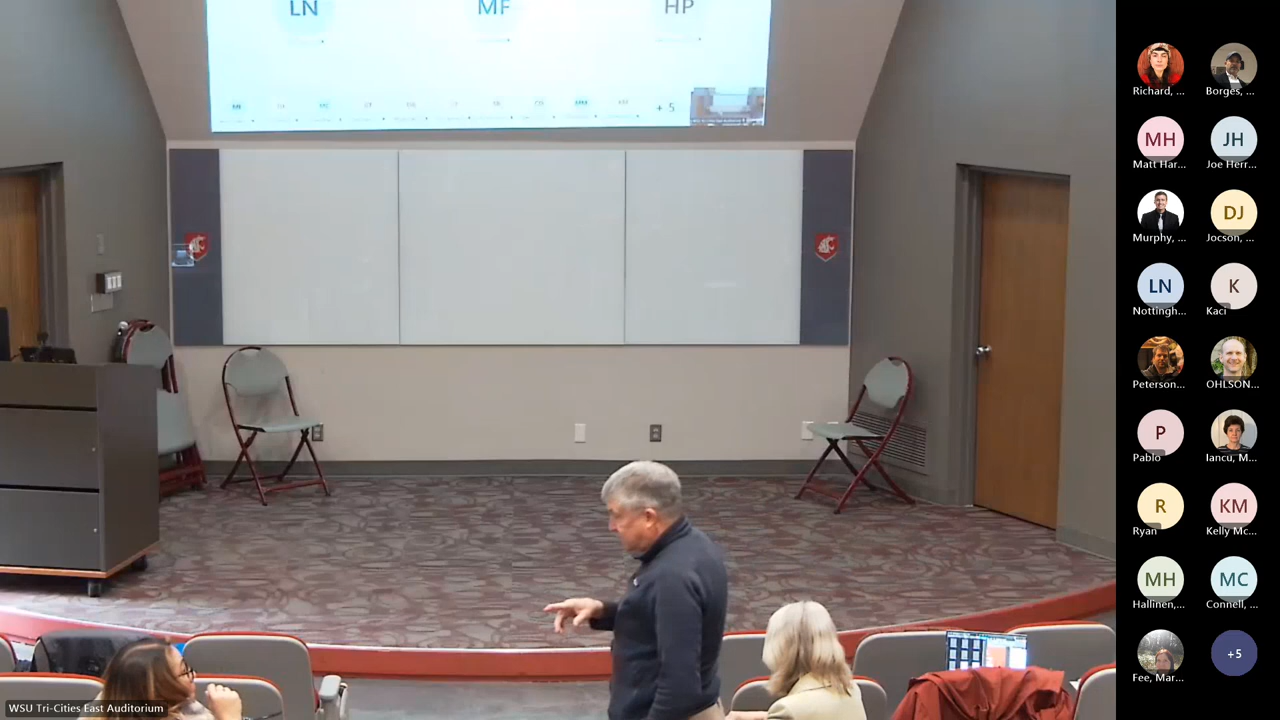 LN
MF
HP
+ 5
WSU Tri-Cities East Auditorium
Richard, ...
Borges, ...
MH
JH
Matt Har...
Joe Herr...
DJ
Murphy, ...
Jocson, ...
LN
K
Nottingh...
Kaci
Peterson...
OHLSON...
P
Pablo
Iancu, M...
R
KM
Ryan
Kelly Mc...
MH
MC
Hallinen,...
Connell, ...
+5
Fee, Mar...